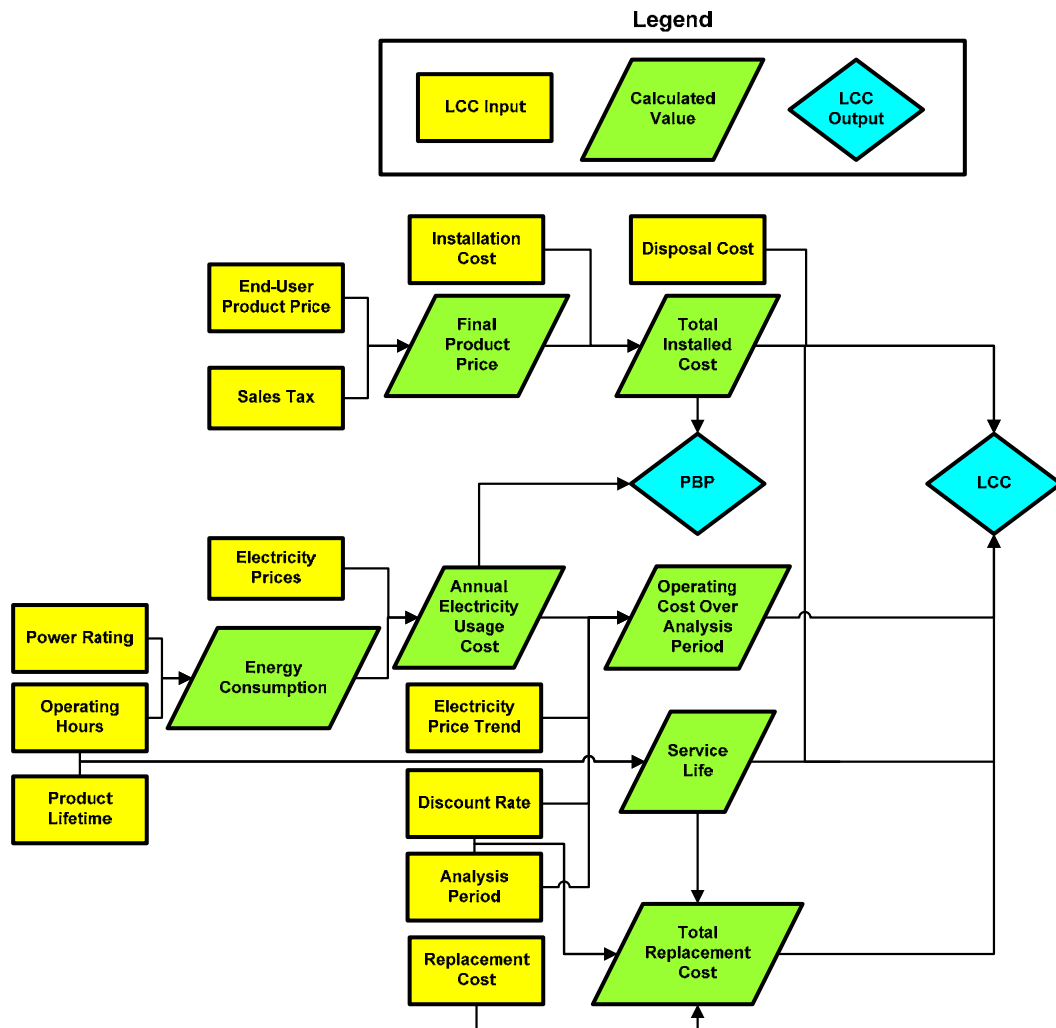 Legend
LCC Input
Calculated
Value
LCC
Output
Installation
Cost
Disposal Cost
End-User
Product Price
Final
Product
Price
Total
Installed
Cost
Sales Tax
PBP
LCC
Electricity
Prices
Annual
Electricity
Usage
Cost
Operating
Cost Over
Analysis
Period
Power Rating
Energy
Consumption
Operating
Hours
Electricity
Price Trend
Service
Life
Product
Lifetime
Discount Rate
Analysis
Period
Replacement
Cost
Total
Replacement
Cost